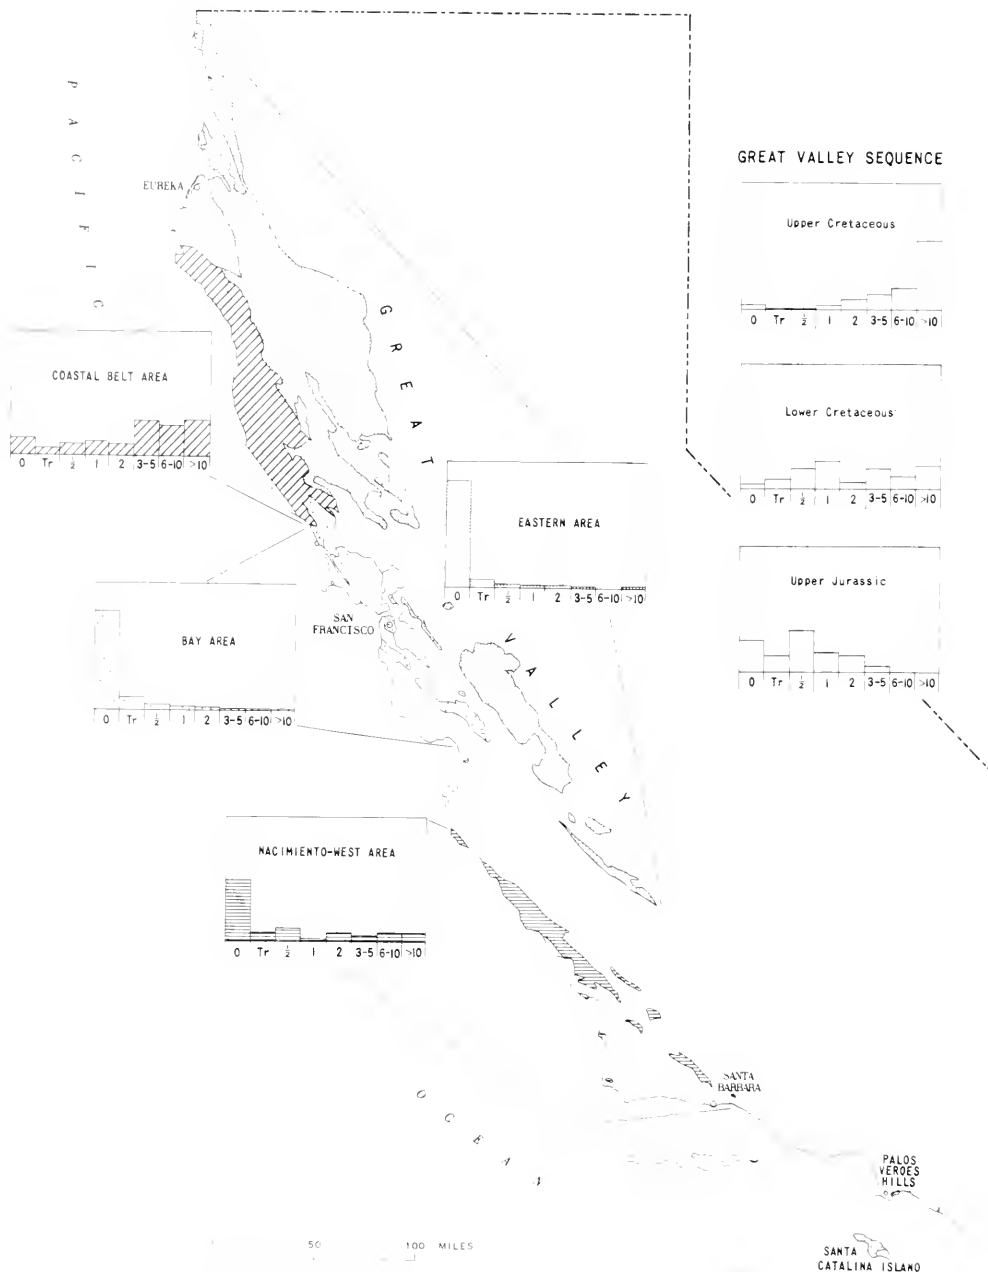 PACIFIC
EUREKA
GREAT VALLEY SEQUENCE
Upper Cretaceous
0 Tr ½ 1 2 3-5 6-10 >10
GREAT
COASTAL BELT AREA
0 Tr ½ 1 2 3-5 6-10 >10
Lower Cretaceous
0 Tr ½ 1 2 3-5 6-10 >10
EASTERN AREA
0 Tr ½ 1 2 3-5 6-10 >10
Upper Jurassic
0 Tr ½ 1 2 3-5 6-10 >10
SAN
FRANCISCO
BAY AREA
0 Tr ½ 1 2 3-5 6-10 >10
VALLEY
NACIMIENTO-WEST AREA
0 Tr ½ 1 2 3-5 6-10 >10
SANTA
BARBARA
OCEAN
PALOS
VERDES
HILLS
50 100 MILES
SANTA
CATALINA ISLAND